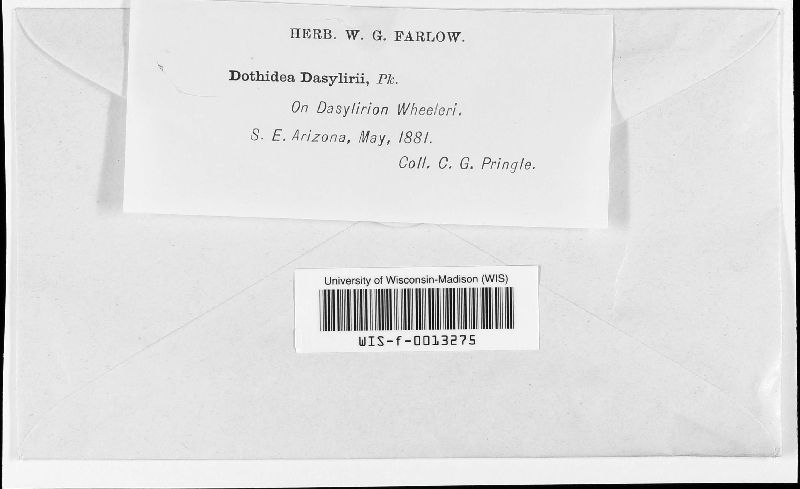 HERB. W. G. FARLOW.
Dothidea Dasylirii, Pk.
On Dasylirion Wheeleri.
S. E. Arizona, May, 1881.
Coll. C. G. Pringle.
University of Wisconsin-Madison (WIS)
WIS-f-0013275